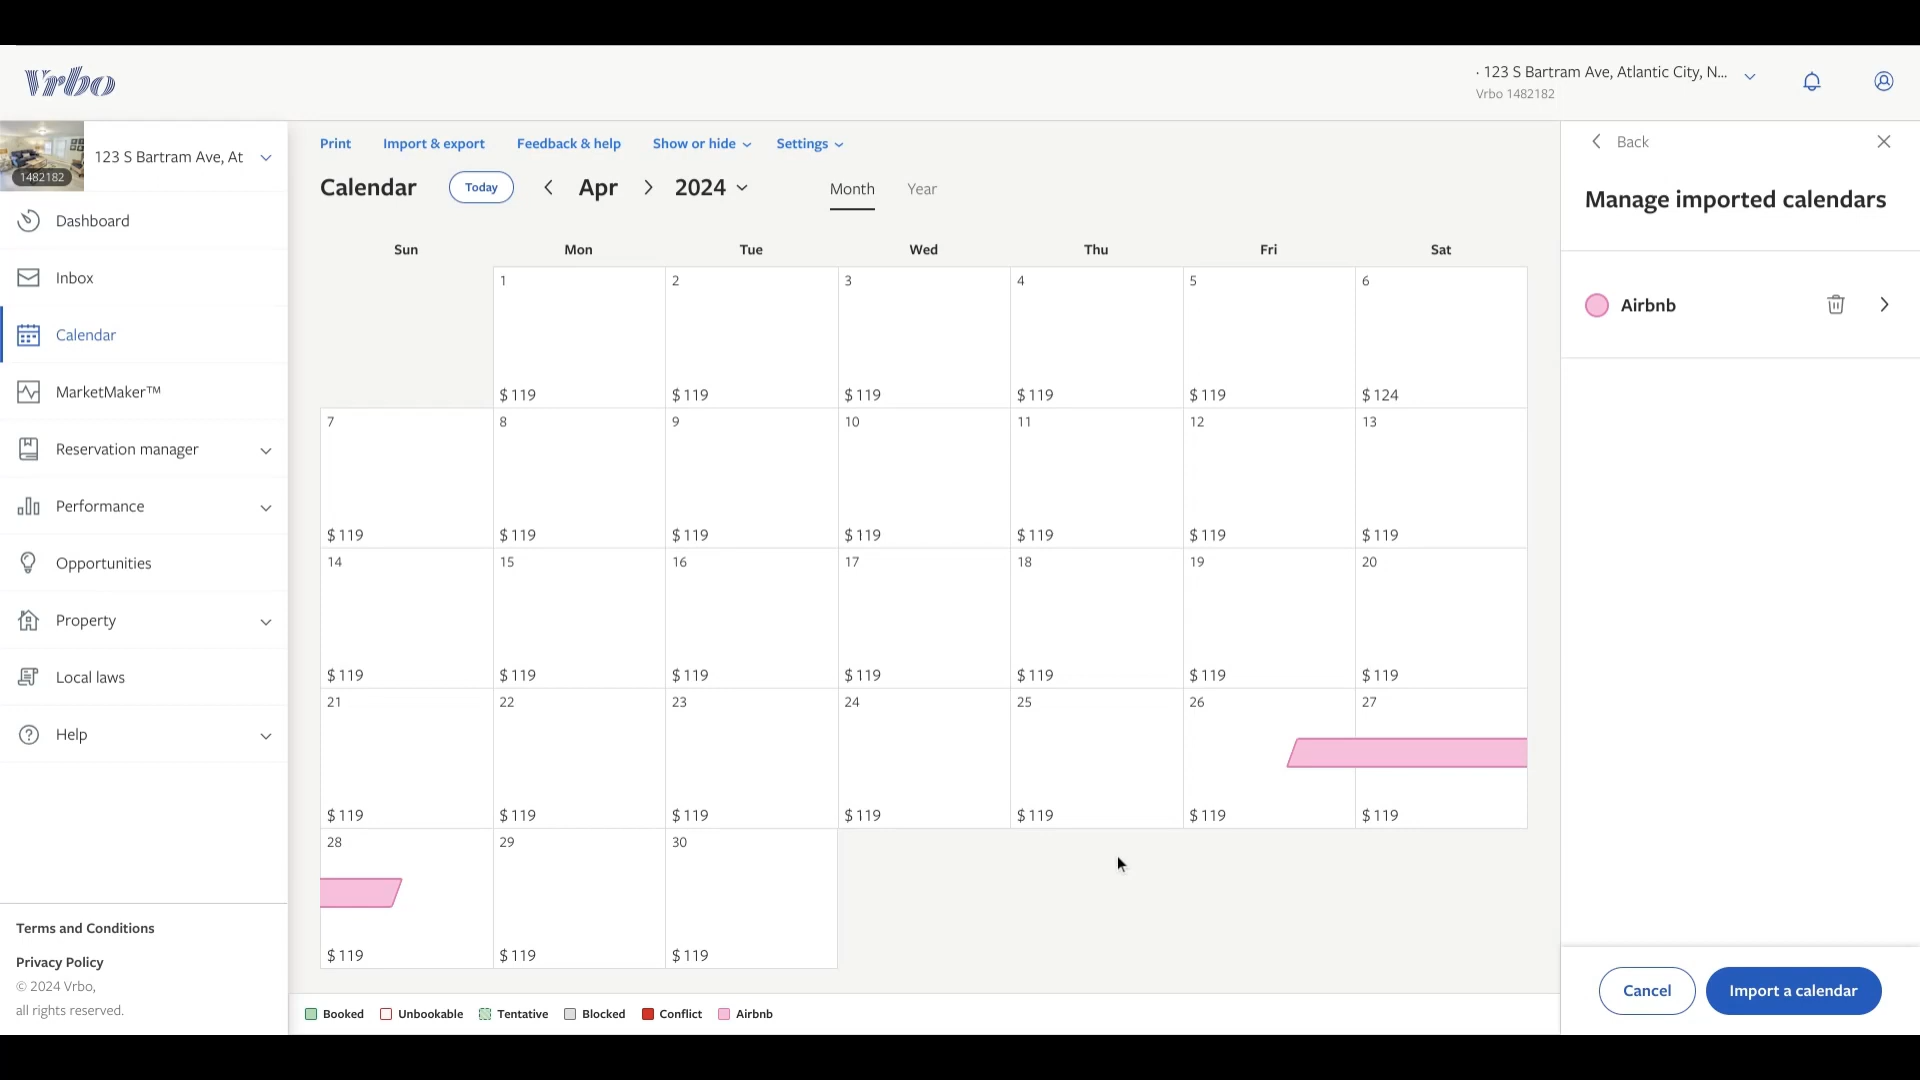 Vrbo
· 123 S Bartram Ave, Atlantic City, N...
Vrbo 1482182
123 S Bartram Ave, At
1482182
Dashboard
Inbox
Calendar
MarketMaker™
Reservation manager
Performance
Opportunities
Property
Local laws
Help
Terms and Conditions
Privacy Policy
© 2024 Vrbo,
all rights reserved.
Print Import & export Feedback & help Show or hide Settings
Calendar Today Apr 2024 Month Year
Sun Mon Tue Wed Thu Fri Sat
1 2 3 4 5 6
$ 119 $ 119 $ 119 $ 119 $ 119 $ 124
7 8 9 10 11 12 13
$ 119 $ 119 $ 119 $ 119 $ 119 $ 119 $ 119
14 15 16 17 18 19 20
$ 119 $ 119 $ 119 $ 119 $ 119 $ 119 $ 119
21 22 23 24 25 26 27
$ 119 $ 119 $ 119 $ 119 $ 119 $ 119 $ 119
28 29 30
$ 119 $ 119 $ 119
Booked Unbookable Tentative Blocked Conflict Airbnb
Back
Manage imported calendars
Airbnb
Cancel Import a calendar